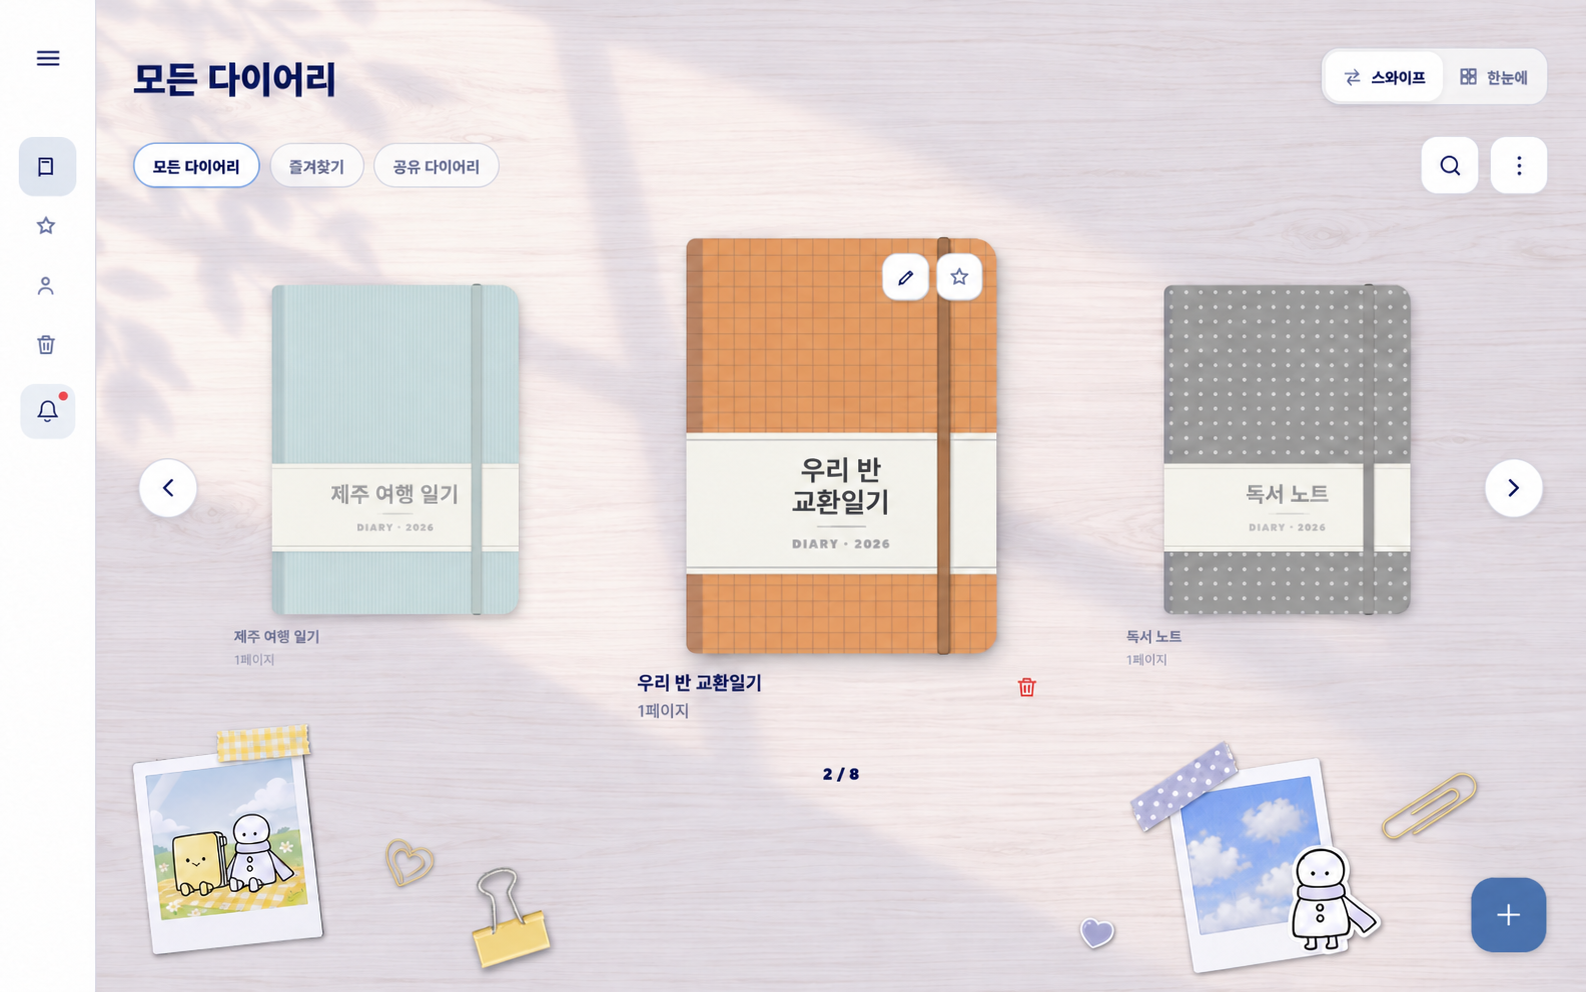 모든 다이어리
스와이프
한눈에
모든 다이어리
즐겨찾기
공유 다이어리
제주 여행 일기
DIARY · 2026
제주 여행 일기
1페이지
우리 반
교환일기
DIARY · 2026
우리 반 교환일기
1페이지
독서 노트
DIARY · 2026
독서 노트
1페이지
2 / 8